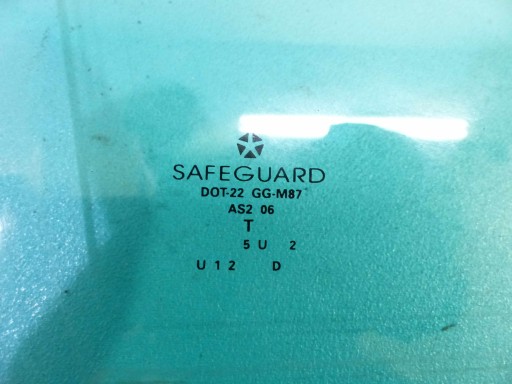 SAFEGUARD
DOT-22 GG-M87
AS2 06
T
5 U 2
U 1 2 D